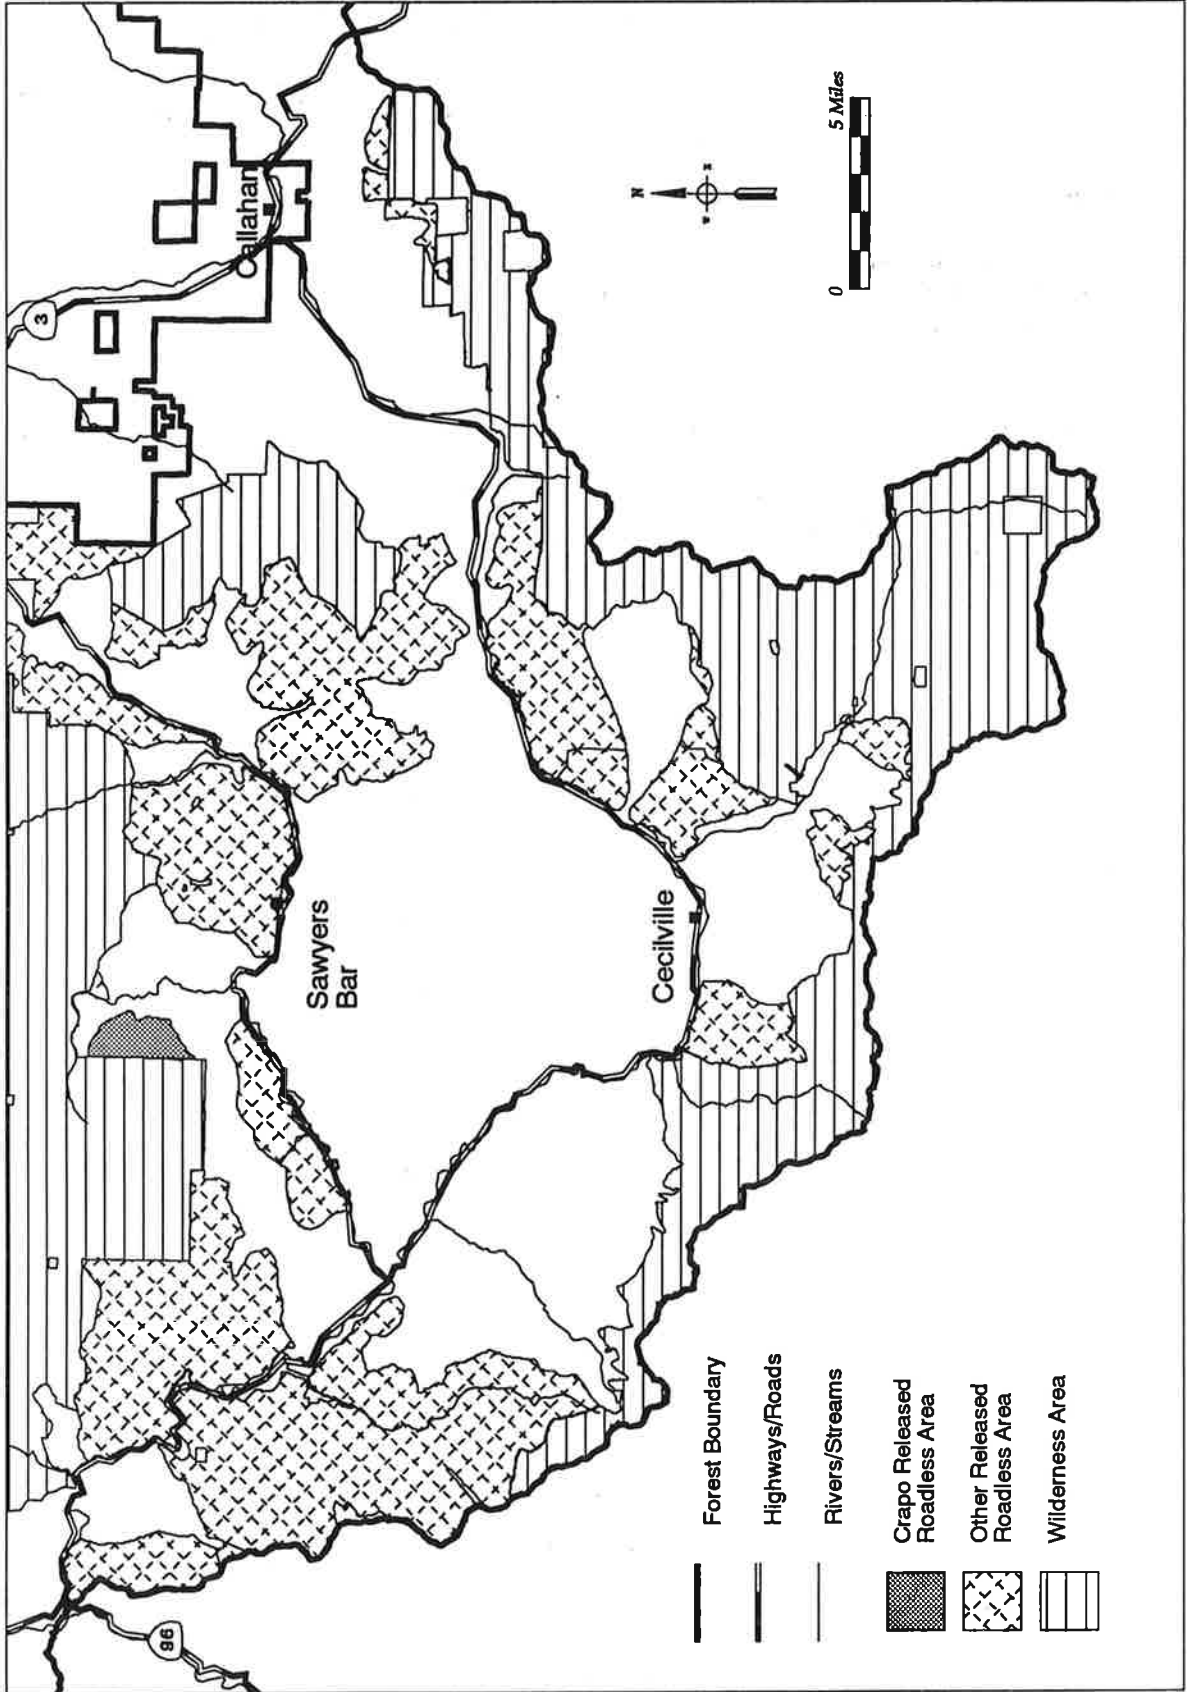 3
Callahan
Sawyers
Bar
Cecilville
96
N
W
E
0
5 Miles
Forest Boundary
Highways/Roads
Rivers/Streams
Crapo Released
Roadless Area
Other Released
Roadless Area
Wilderness Area